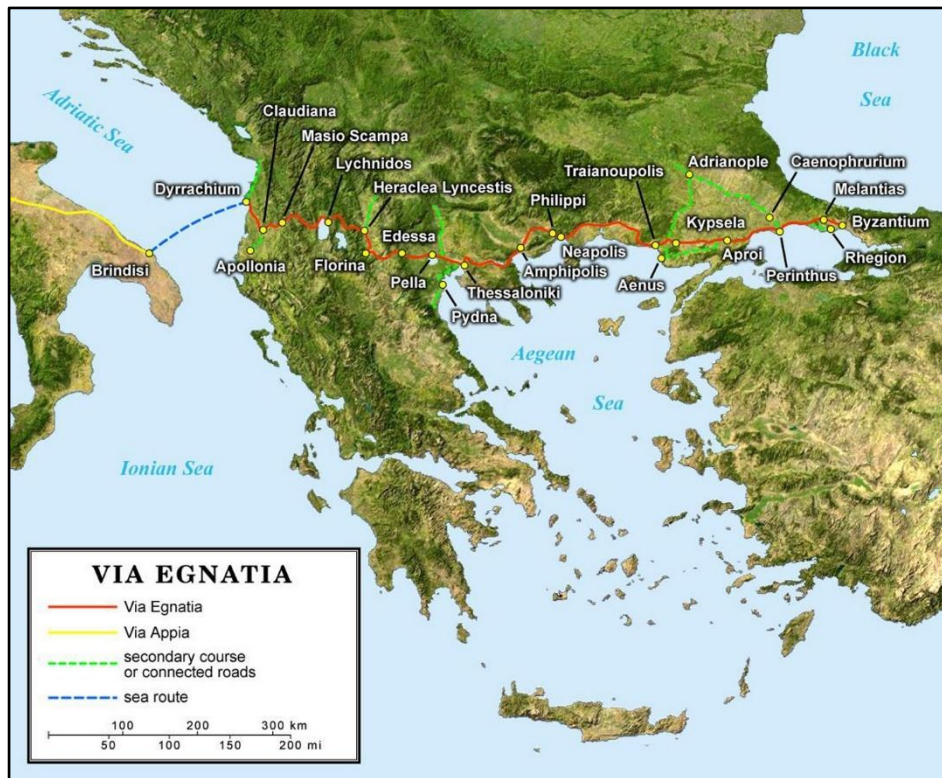 Black
Sea
Adriatic Sea
Claudiana
Masio Scampa
Lychnidos
Dyrrachium
Heraclea Lyncestis
Traianoupolis
Adrianople
Caenophrurium
Melantias
Philippi
Kypsela
Byzantium
Edessa
Brindisi
Apollonia
Florina
Neapolis
Aproi
Rhegion
Pella
Amphipolis
Aenus
Perinthus
Thessaloniki
Pydna
Aegean
Sea
Ionian Sea
VIA EGNATIA
Via Egnatia
Via Appia
secondary course
or connected roads
sea route
100 200 300 km
50 100 150 200 mi